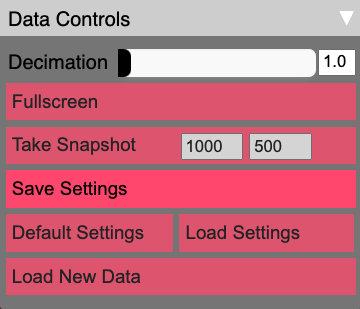 Data Controls
Decimation 1.0
Fullscreen
Take Snapshot 1000 500
Save Settings
Default Settings Load Settings
Load New Data